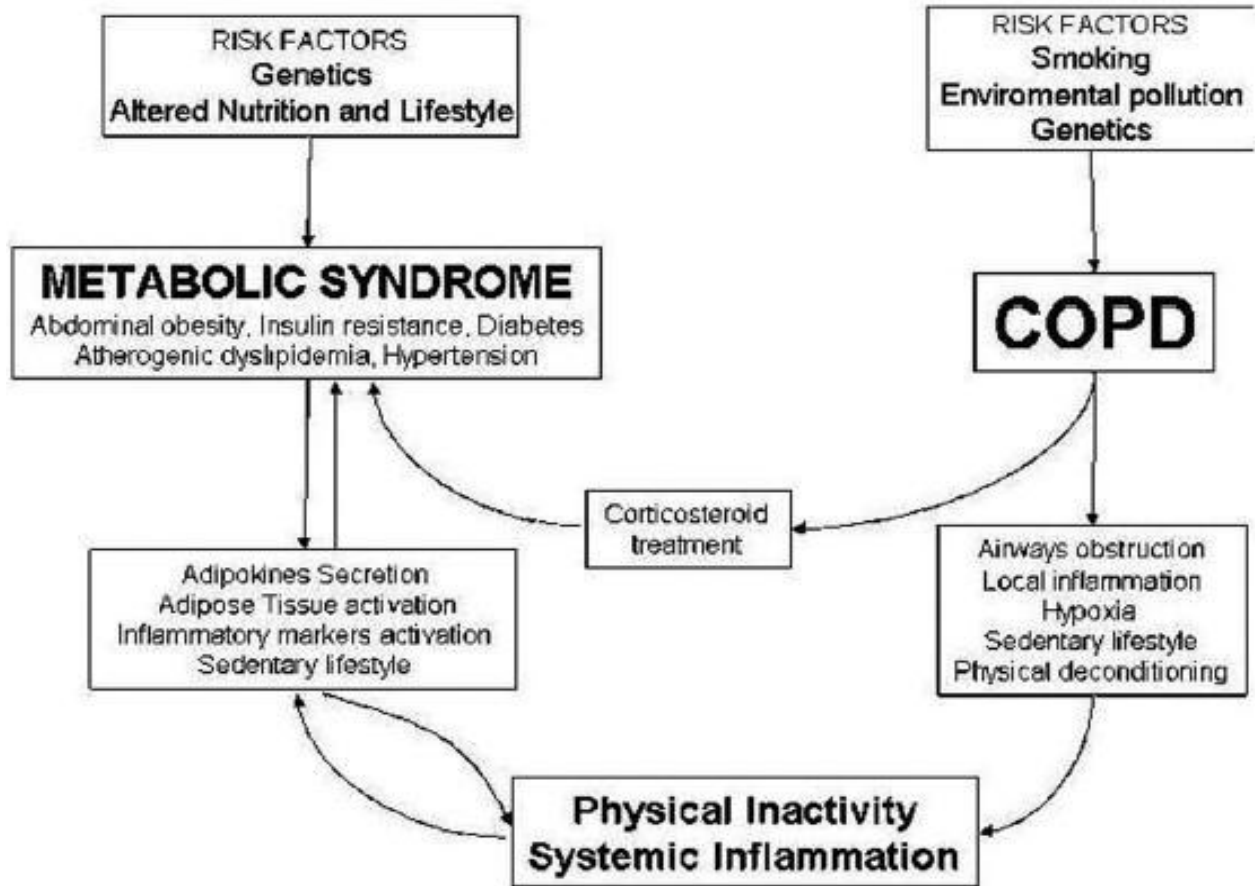 RISK FACTORS
Genetics
Altered Nutrition and Lifestyle
RISK FACTORS
Smoking
Enviromental pollution
Genetics
METABOLIC SYNDROME
Abdominal obesity, Insulin resistance, Diabetes
Atherogenic dyslipidemia, Hypertension
COPD
Corticosteroid
treatment
Adipokines Secretion
Adipose Tissue activation
Inflammatory markers activation
Sedentary lifestyle
Airways obstruction
Local inflammation
Hypoxia
Sedentary lifestyle
Physical deconditioning
Physical Inactivity
Systemic Inflammation